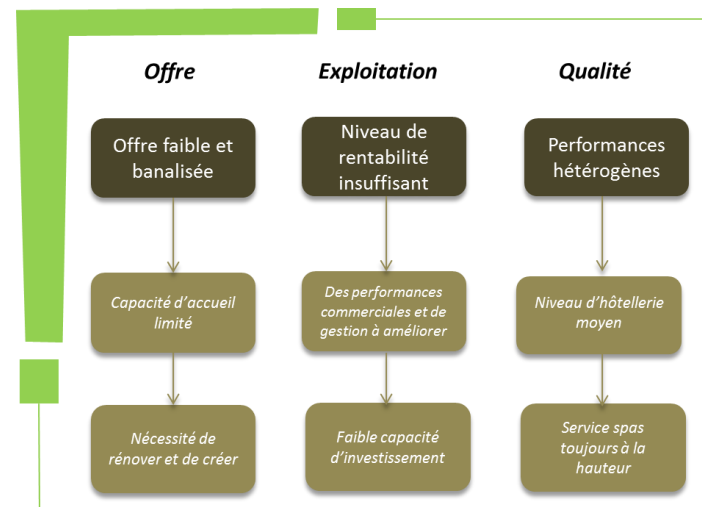 Offre
Exploitation
Qualité
Offre faible et
banalisée
Niveau de
rentabilité
insuffisant
Performances
hétérogènes
Capacité d’accueil
limité
Des performances
commerciales et de
gestion à améliorer
Niveau d’hôtellerie
moyen
Nécessité de
rénover et de créer
Faible capacité
d’investissement
Service spas
toujours à la
hauteur